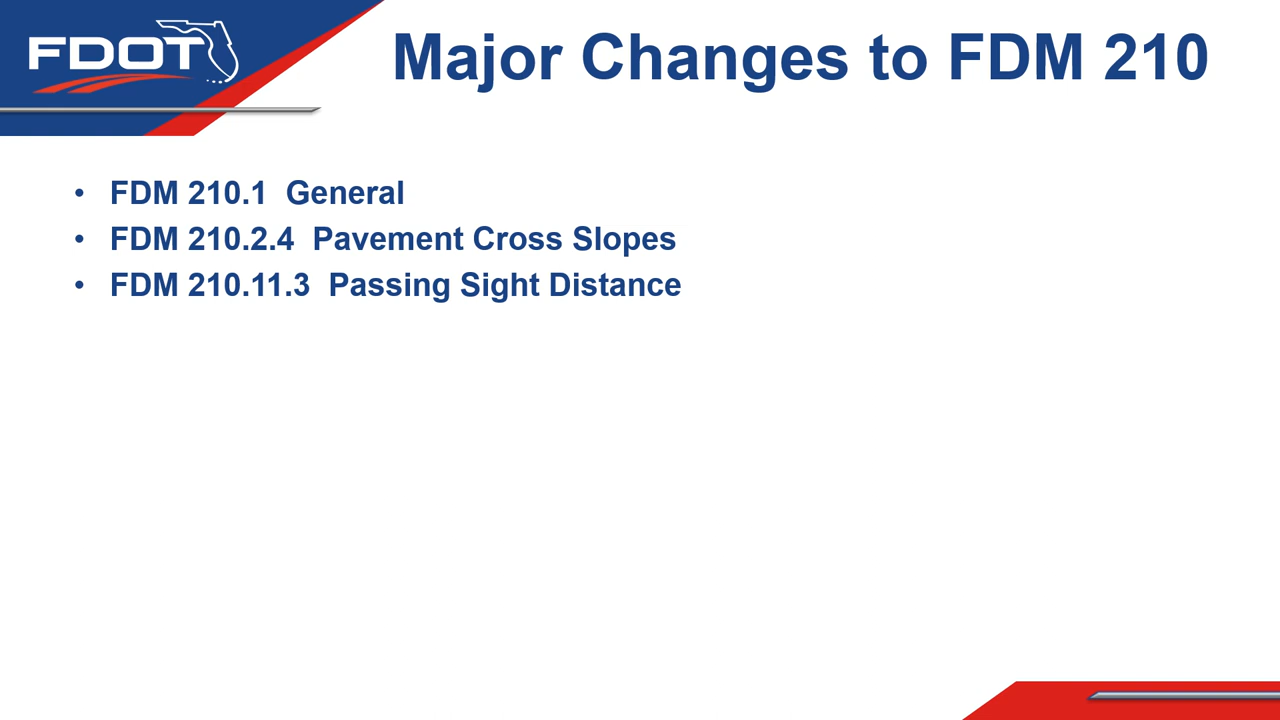 FDOT
Major Changes to FDM 210
• FDM 210.1  General
• FDM 210.2.4  Pavement Cross Slopes
• FDM 210.11.3  Passing Sight Distance